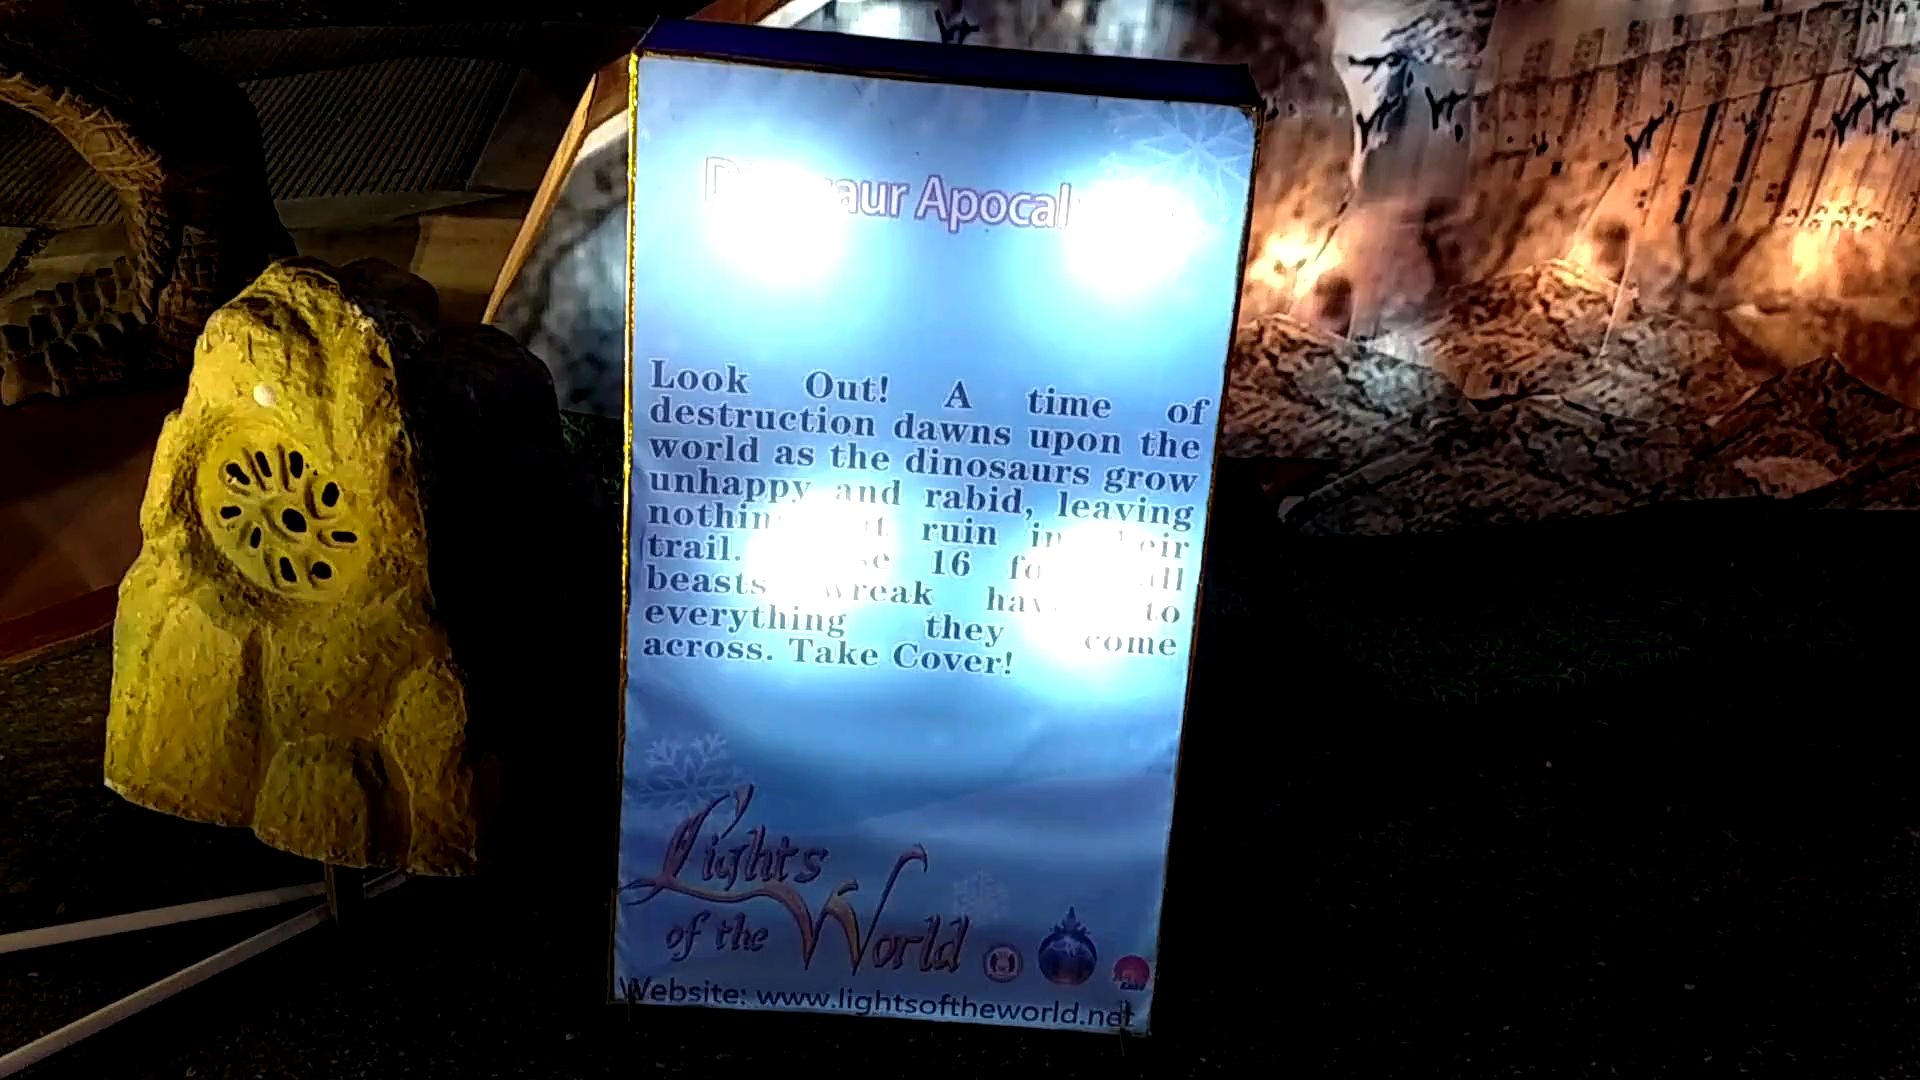 Apocal
Look Out! A time of
destruction dawns upon the
world as the dinosaurs grow
unhappy and rabid, leaving
ruin in
trail. 16
beasts wreak to
everything they come
across. Take Cover!
Lights
of the World
Website: www.lightsoftheworld.net